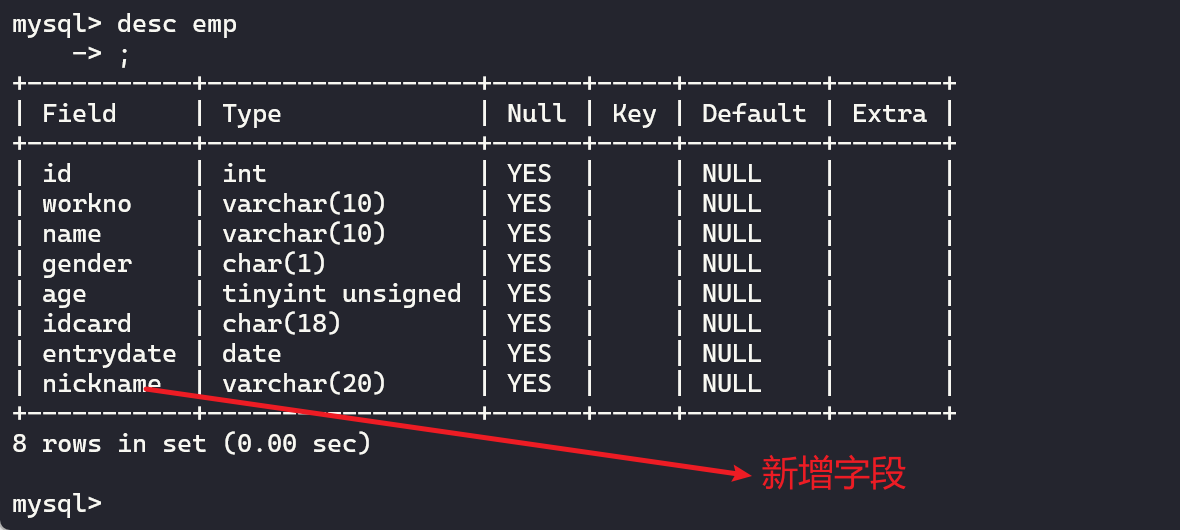 mysql> desc emp
    -> ;
+-----------+------------------+------+-----+---------+-------+
| Field     | Type             | Null | Key | Default | Extra |
+-----------+------------------+------+-----+---------+-------+
| id        | int              | YES  |     | NULL    |       |
| workno    | varchar(10)      | YES  |     | NULL    |       |
| name      | varchar(10)      | YES  |     | NULL    |       |
| gender    | char(1)          | YES  |     | NULL    |       |
| age       | tinyint unsigned | YES  |     | NULL    |       |
| idcard    | char(18)         | YES  |     | NULL    |       |
| entrydate | date             | YES  |     | NULL    |       |
| nickname  | varchar(20)      | YES  |     | NULL    |       |
+-----------+------------------+------+-----+---------+-------+
8 rows in set (0.00 sec)
新增字段
mysql>